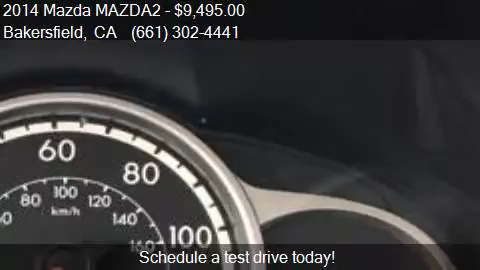 2014 Mazda MAZDA2 - $9,495.00
Bakersfield, CA (661) 302-4441
60
80
100
80 100 120
km/h
140
160
Schedule a test drive today!